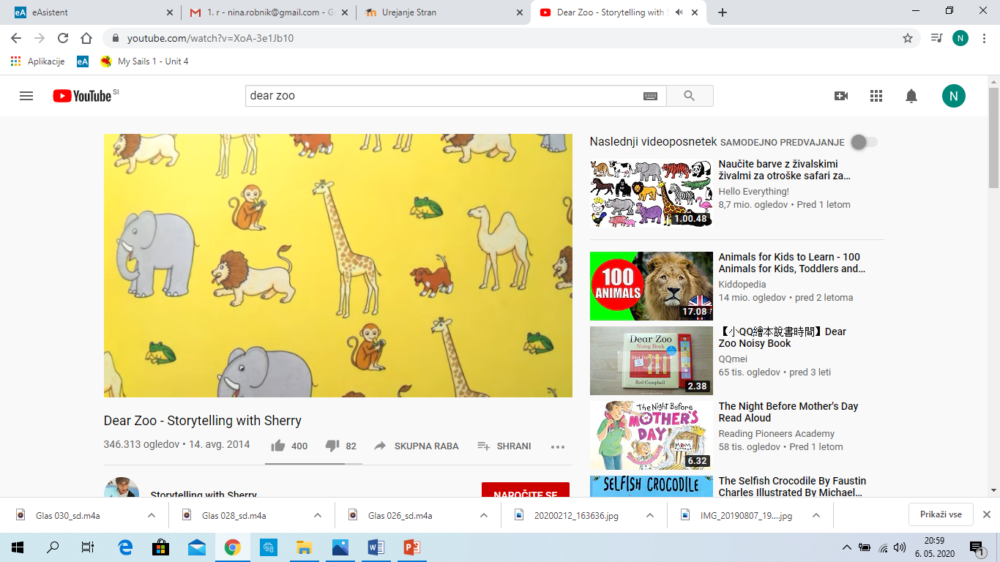 eAsistent
1. r - nina.robnik@gmail.com - G
Urejanje Stran
Dear Zoo - Storytelling with S
youtube.com/watch?v=XoA-3e1Jb10
N
Aplikacije
eA
My Sails 1 - Unit 4
YouTube SI
dear zoo
N
Naslednji videoposnetek SAMODEJNO PREDVAJANJE
Naučite barve z živalskimi
živalmi za otroške safari za…
Hello Everything!
8,7 mio. ogledov • Pred 1 letom
1.00.48
100
ANIMALS
17.08
Animals for Kids to Learn - 100
Animals for Kids, Toddlers and…
Kiddopedia
14 mio. ogledov • pred 2 letoma
Dear Zoo
Noisy Book
Rod Campbell
2.38
【小QQ繪本說書時間】Dear
Zoo Noisy Book
QQmei
65 tis. ogledov • pred 3 leti
The Night Before
MOTHER'S
DAY
MOM
6.32
The Night Before Mother's Day
Read Aloud
Reading Pioneers Academy
58 tis. ogledov • Pred 1 letom
SELFISH CROCODILE
The Selfish Crocodile By Faustin
Charles Illustrated By Michael…
Dear Zoo - Storytelling with Sherry
346.313 ogledov • 14. avg. 2014
400
82
SKUPNA RABA
SHRANI
Storytelling with Sherry
NAROČITE SE
Glas 030_sd.m4a
Glas 028_sd.m4a
Glas 026_sd.m4a
20200212_163636.jpg
IMG_20190807_19....jpg
Prikaži vse
20:59
6. 05. 2020
1